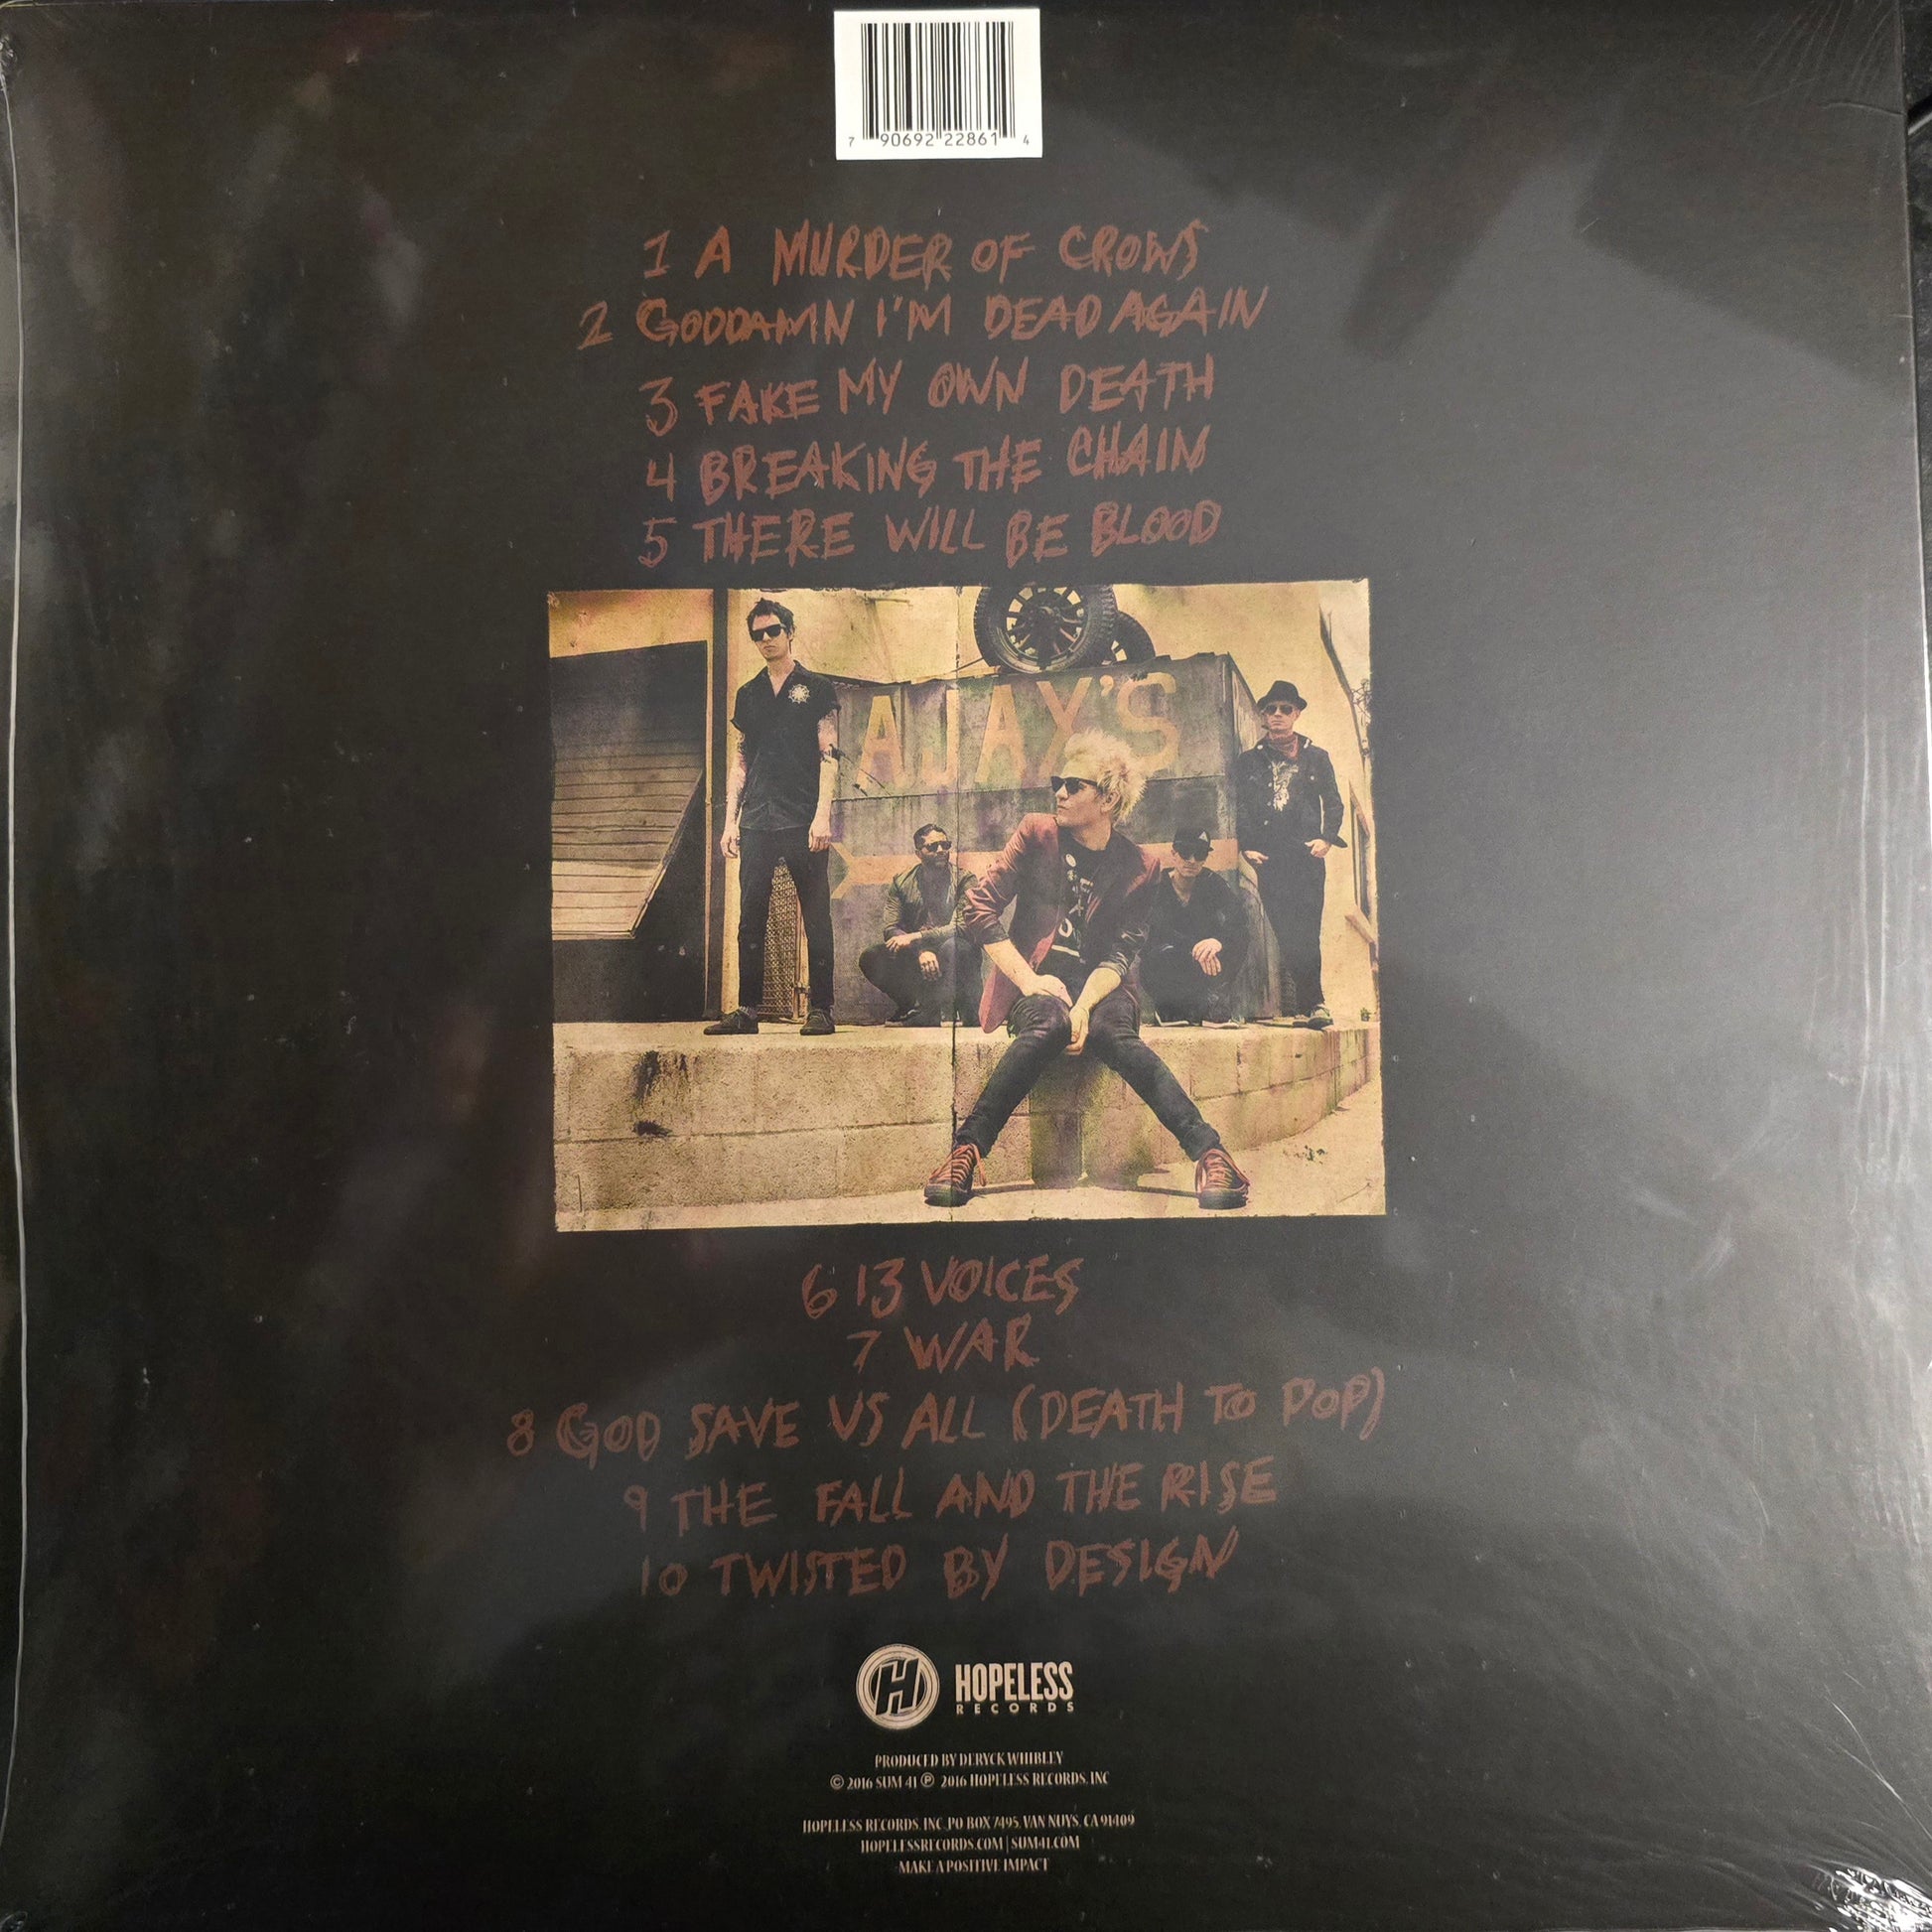 7 90692 22861 4
1 A MURDER OF CROWS
2 GODDAMN I'M DEAD AGAIN
3 FAKE MY OWN DEATH
4 BREAKING THE CHAIN
5 THERE WILL BE BLOOD
AJAX'S
6 13 VOICES
7 WAR
8 GOD SAVE US ALL (DEATH TO POP)
9 THE FALL AND THE RISE
10 TWISTED BY DESIGN
H HOPELESS
RECORDS
PRODUCED BY DERYCK WHIBLEY
© 2016 SUM 41 ℗ 2016 HOPELESS RECORDS, INC
HOPELESS RECORDS, INC. PO BOX 7495, VAN NUYS, CA 91409
HOPELESSRECORDS.COM | SUM41.COM
MAKE A POSITIVE IMPACT